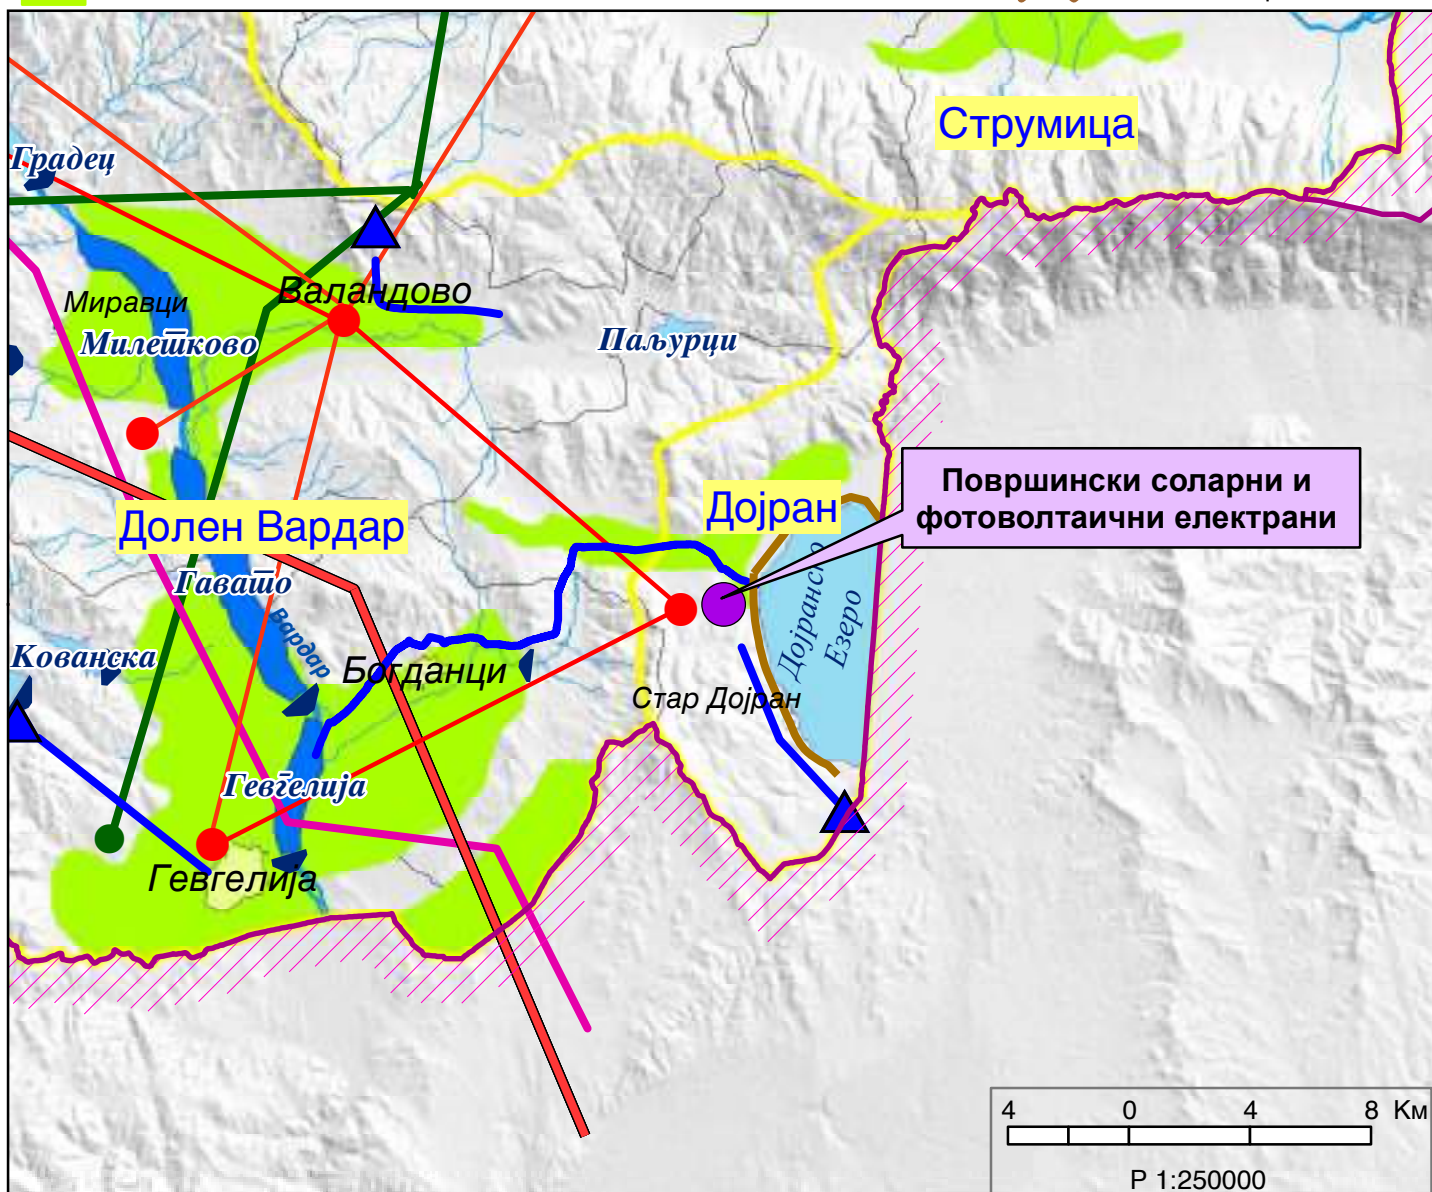 Струмица
Градец
Валандово
Миравци
Милешково
Паљурци
Површински соларни и
фотоволтаични електрани
Дојран
Долен Вардар
Гавато
Вардар
Дојранско
Езеро
Кованска
Богданци
Стар Дојран
Гевгелија
Гевгелија
4 0 4 8 Км
Р 1:250000